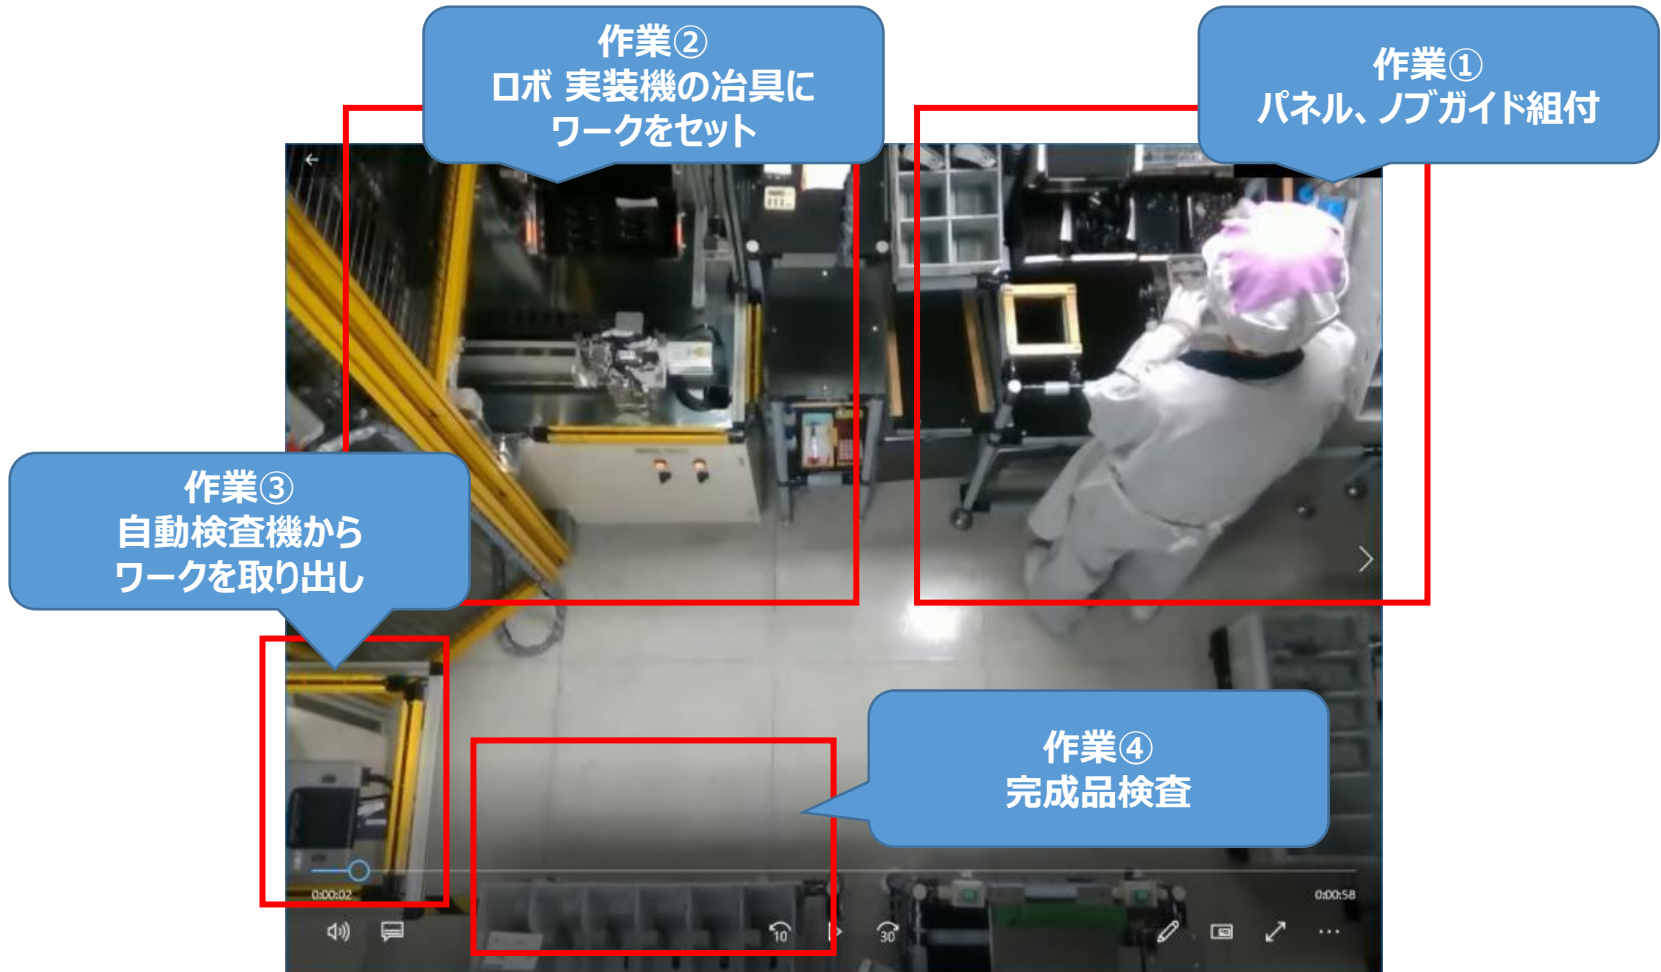 作業②
ロボ 実装機の冶具に
ワークをセット
作業①
パネル、ノブガイド組付
作業③
自動検査機から
ワークを取り出し
作業④
完成品検査
0:00:02
0:00:58
10
30